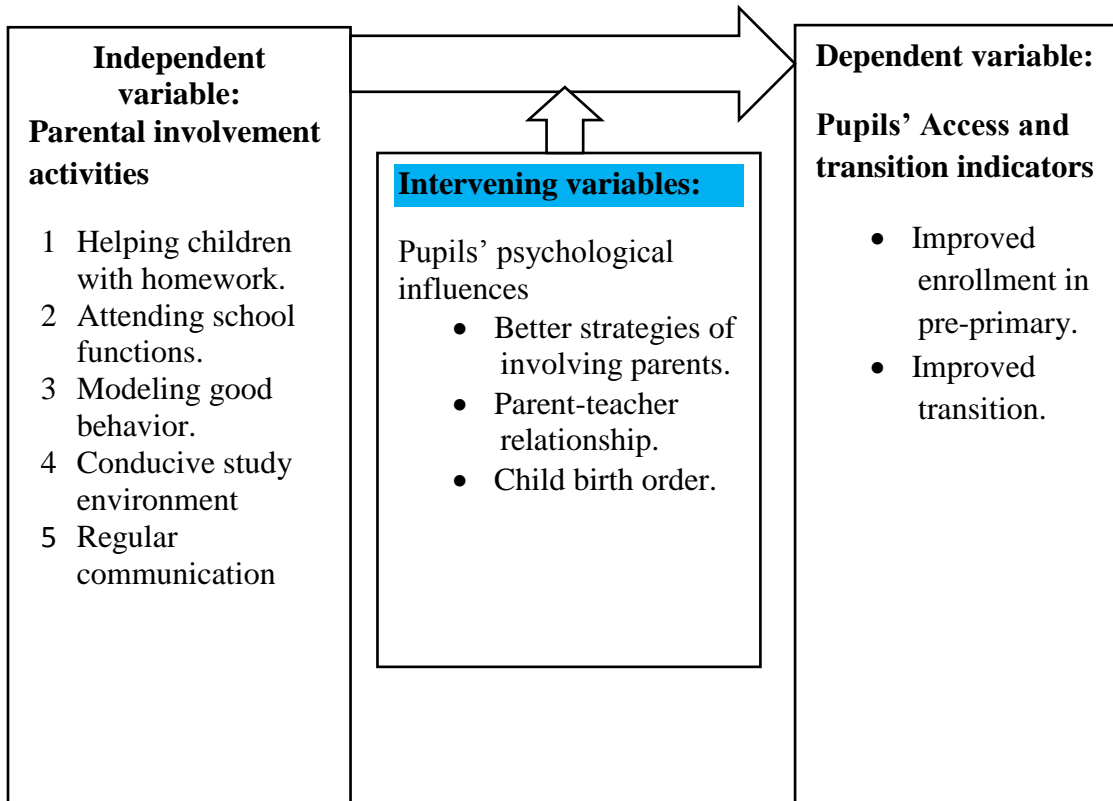 Independent
variable:
Parental involvement
activities
1 Helping children
with homework.
2 Attending school
functions.
3 Modeling good
behavior.
4 Conducive study
environment
5 Regular
communication
Intervening variables:
Pupils’ psychological
influences
• Better strategies of
involving parents.
• Parent-teacher
relationship.
• Child birth order.
Dependent variable:
Pupils’ Access and
transition indicators
• Improved
enrollment in
pre-primary.
• Improved
transition.